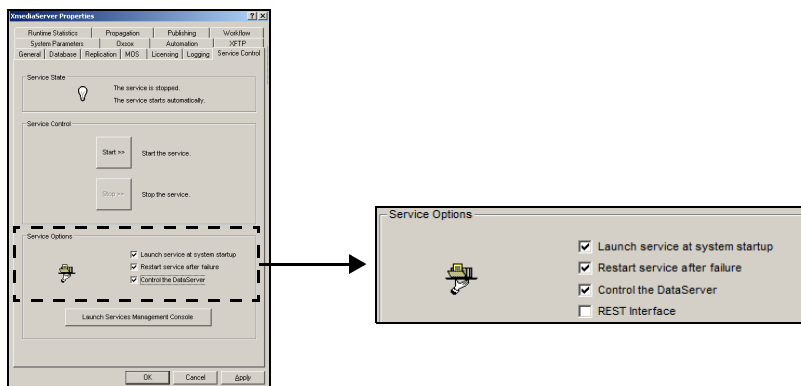 XmediaServer Properties
Runtime Statistics Propagation Publishing Workflow
System Parameters Oxsox Automation XFTP
General Database Replication MOS Licensing Logging Service Control
Service State
The service is stopped.
The service starts automatically.
Service Control
Start >> Start the service.
Stop >> Stop the service.
Service Options
Launch service at system startup
Restart service after failure
Control the DataServer
Launch Services Management Console
OK Cancel Apply
Service Options
Launch service at system startup
Restart service after failure
Control the DataServer
REST Interface